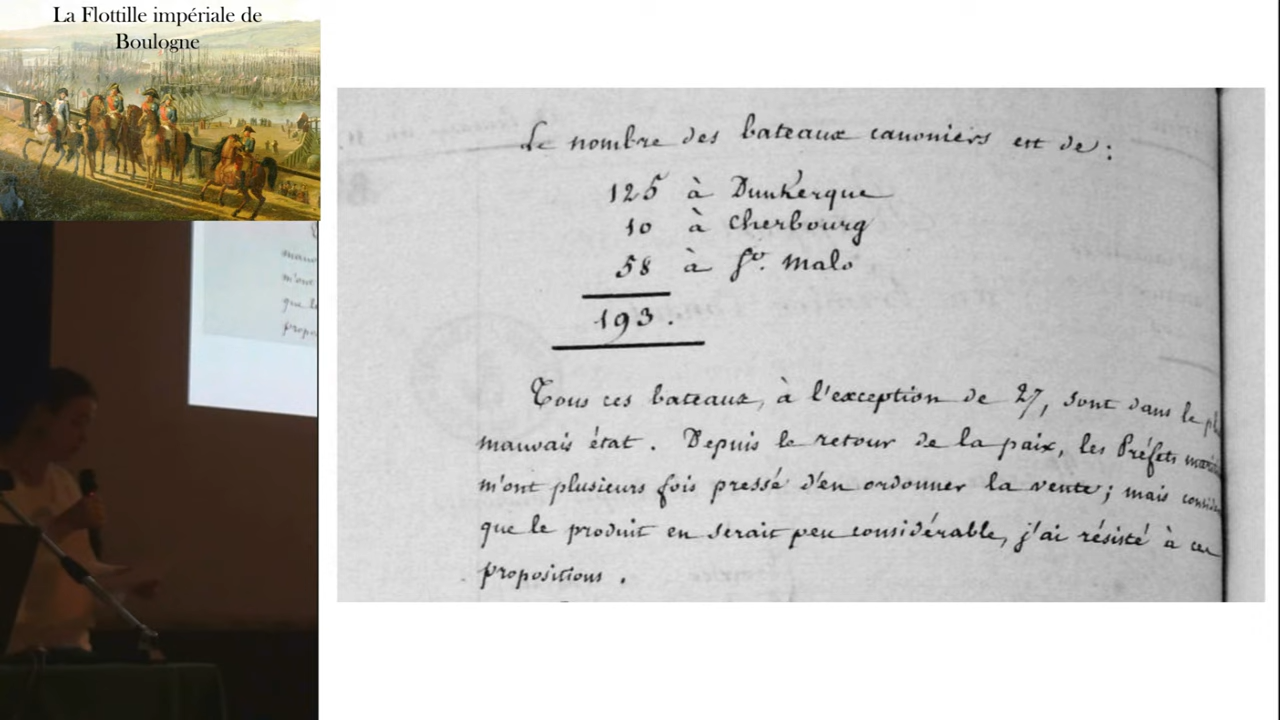 La Flottille impériale de
Boulogne
Le nombre des bateaux canoniers est de :
125 à Dunkerque
10 à Cherbourg
58 à St. Malo
193.
Tous ces bateaux, à l'exception de 27, sont dans le
mauvais état. Depuis le retour de la paix, les Préfets
m'ont plusieurs fois pressé d'en ordonner la vente ; mais
que le produit en serait peu considérable, j'ai résisté à ces
propositions.